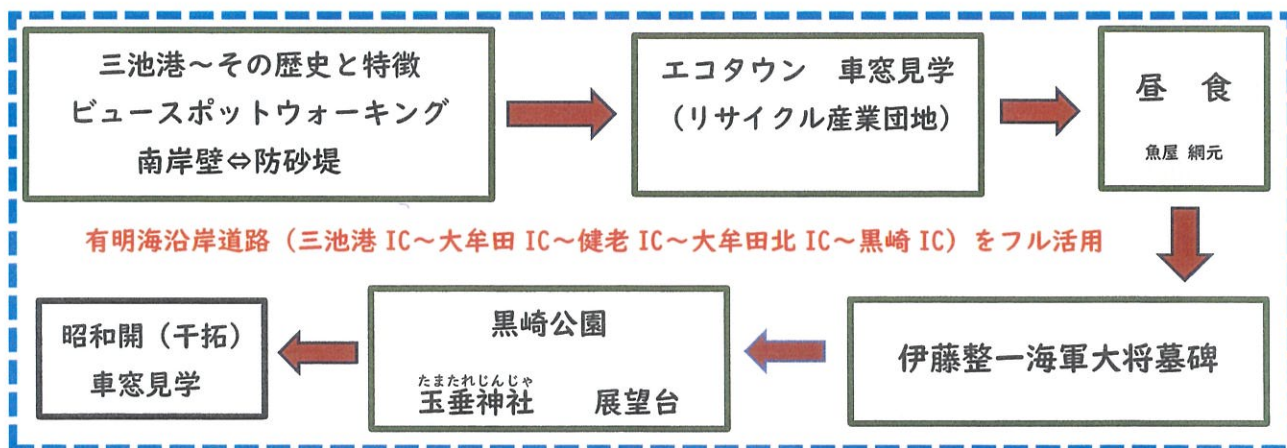 三池港～その歴史と特徴
ビュースポットウォーキング
南岸壁⇔防砂堤
エコタウン 車窓見学
（リサイクル産業団地）
昼 食
魚屋 網元
有明海沿岸道路（三池港 IC～大牟田 IC～健老 IC～大牟田北 IC～黒崎 IC）をフル活用
伊藤整一海軍大将墓碑
黒崎公園
たまたれじんじゃ
玉垂神社 展望台
昭和開（干拓）
車窓見学